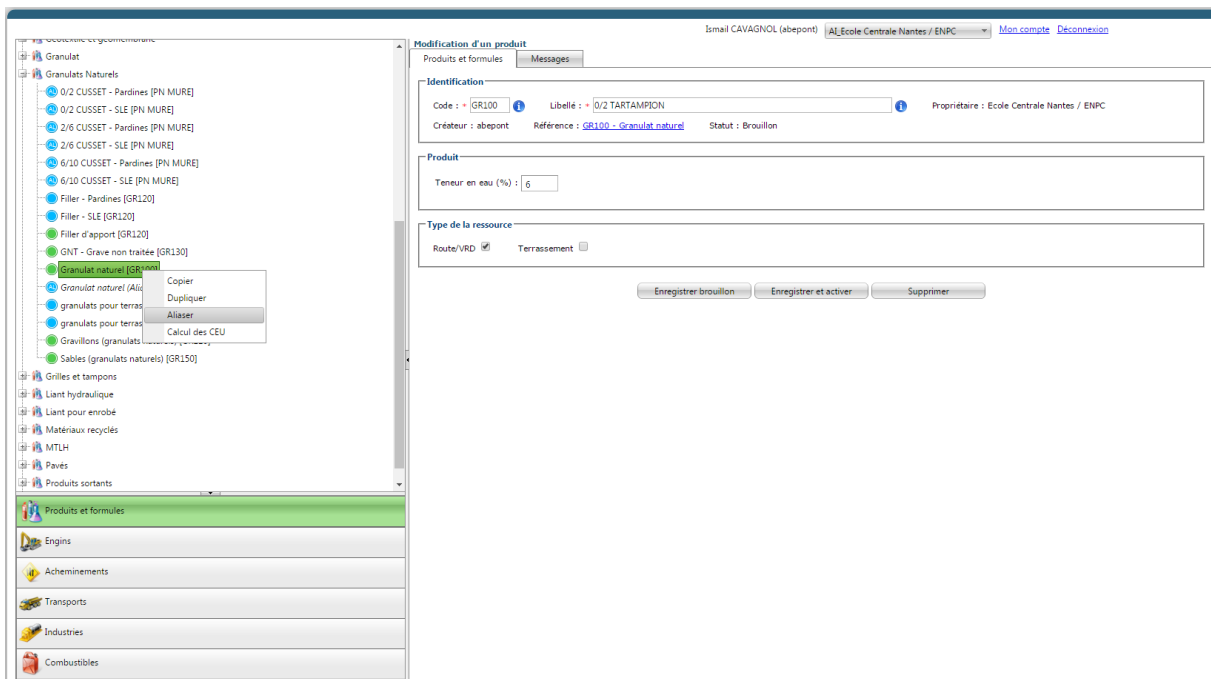 Ismail CAVAGNOL (abepont) AI_Ecole Centrale Nantes / ENPC Mon compte Déconnexion
Géotextile et géomembrane
Granulat
Granulats Naturels
0/2 CUSSET - Pardines [PN MURE]
0/2 CUSSET - SLE [PN MURE]
2/6 CUSSET - Pardines [PN MURE]
2/6 CUSSET - SLE [PN MURE]
6/10 CUSSET - Pardines [PN MURE]
6/10 CUSSET - SLE [PN MURE]
Filler - Pardines [GR120]
Filler - SLE [GR120]
Filler d'apport [GR120]
GNT - Grave non traitée [GR130]
Granulat naturel [GR100]
Granulat naturel (Alia
granulats pour terras
granulats pour terras
Gravillons (granulats
Sables (granulats naturels) [GR150]
Grilles et tampons
Liant hydraulique
Liant pour enrobé
Matériaux recyclés
MTLH
Pavés
Produits sortants
Copier
Dupliquer
Aliaser
Calcul des CEU
Produits et formules
Engins
Acheminements
Transports
Industries
Combustibles
Modification d'un produit
Produits et formules Messages
Identification
Code : * GR100 Libellé : * 0/2 TARTAMPION Propriétaire : Ecole Centrale Nantes / ENPC
Créateur : abepont Référence : GR100 - Granulat naturel Statut : Brouillon
Produit
Teneur en eau (%) : 6
Type de la ressource
Route/VRD Terrassement
Enregistrer brouillon Enregistrer et activer Supprimer